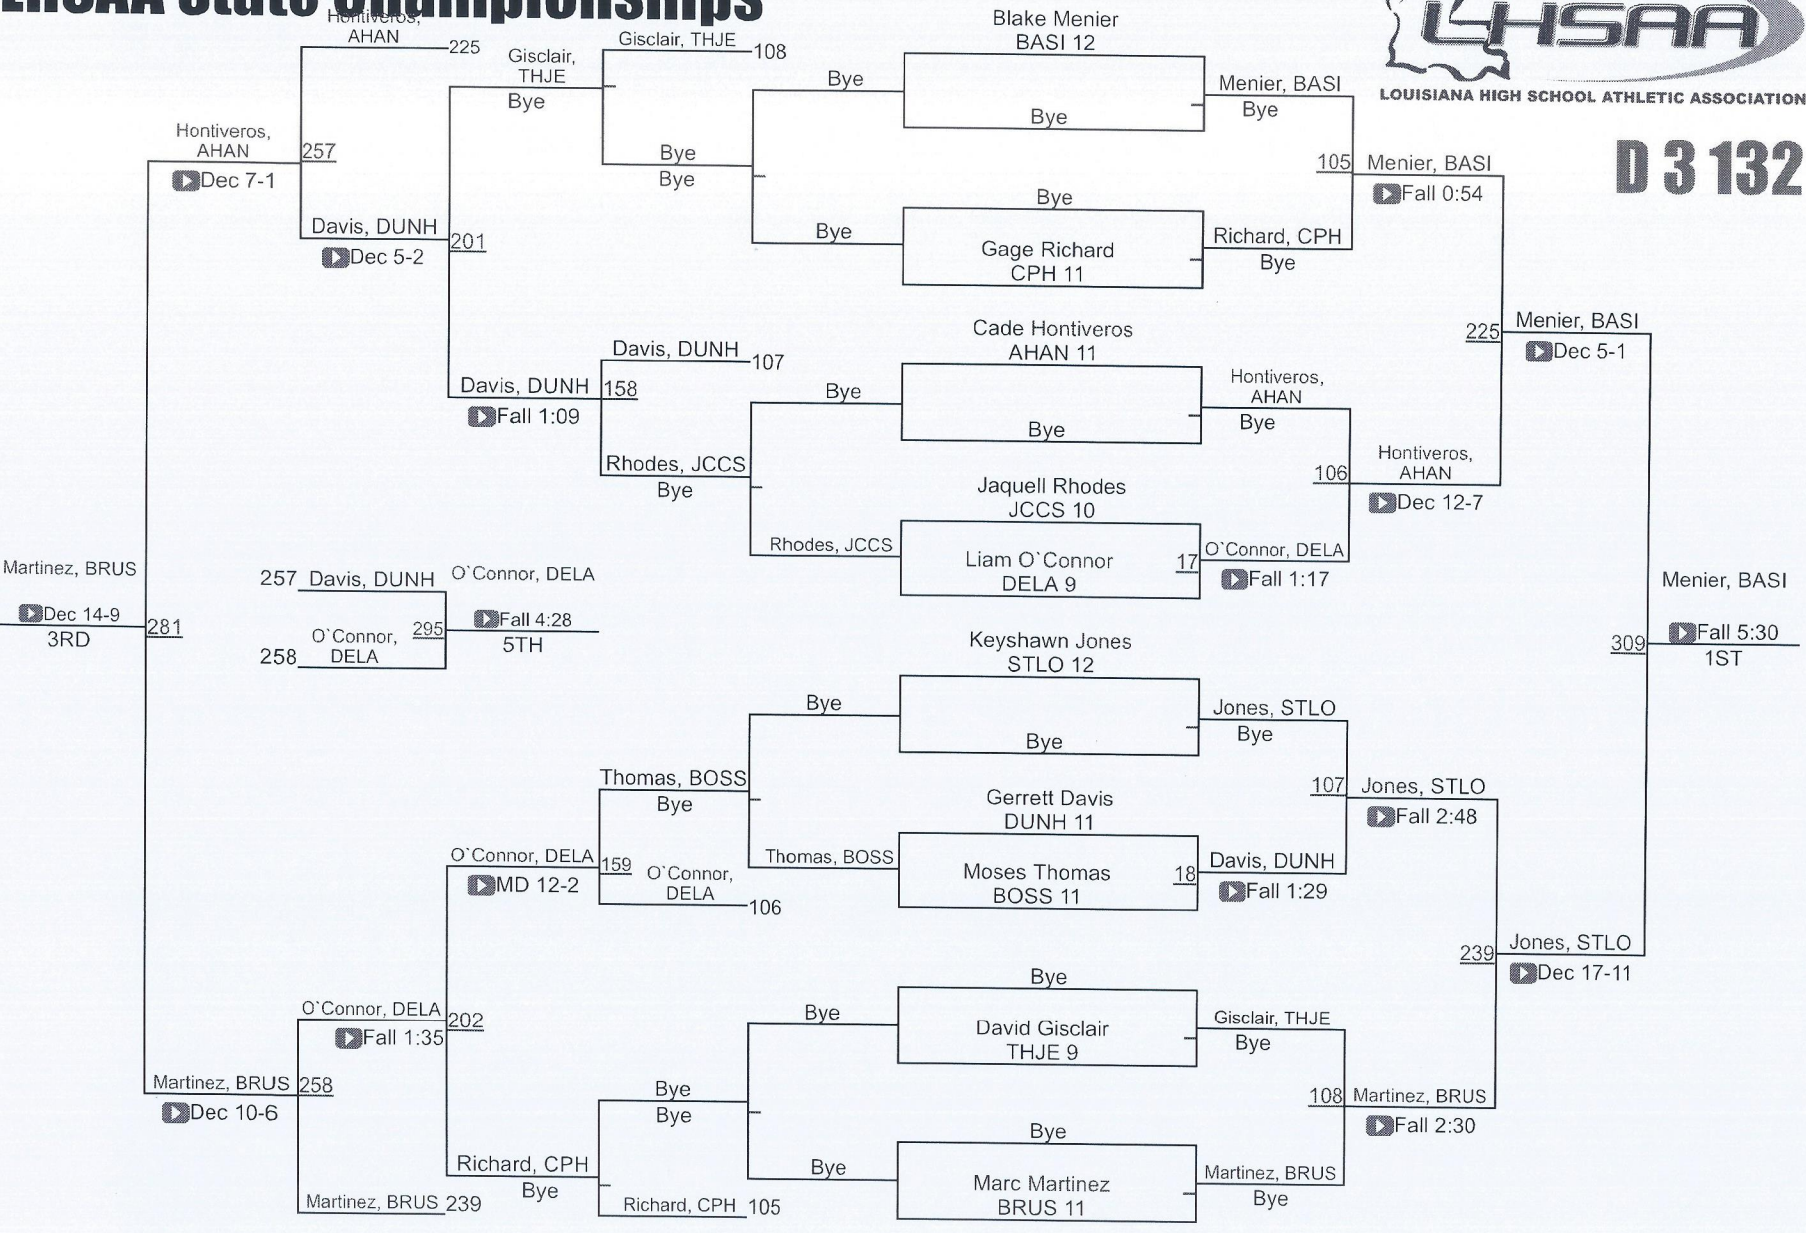 LHSAA State Championships
LHSAA
LOUISIANA HIGH SCHOOL ATHLETIC ASSOCIATION
D 3 132
Hontiveros,
AHAN
225
Hontiveros,
AHAN
257
Dec 7-1
Davis, DUNH
201
Dec 5-2
Gisclair,
THJE
Bye
Gisclair, THJE
108
Bye
Bye
Davis, DUNH
158
Fall 1:09
Davis, DUNH
107
Rhodes, JCCS
Bye
Bye
Bye
Bye
Rhodes, JCCS
Blake Menier
BASI 12
Bye
Bye
Gage Richard
CPH 11
Cade Hontiveros
AHAN 11
Bye
Jaquell Rhodes
JCCS 10
Liam O`Connor
DELA 9
17
Menier, BASI
Bye
Richard, CPH
Bye
105
Menier, BASI
Fall 0:54
Hontiveros,
AHAN
Bye
O`Connor, DELA
Fall 1:17
106
Hontiveros,
AHAN
Dec 12-7
225
Menier, BASI
Dec 5-1
Martinez, BRUS
Dec 14-9
3RD
281
257
Davis, DUNH
258
O`Connor,
DELA
295
O`Connor, DELA
Fall 4:28
5TH
Menier, BASI
309
Fall 5:30
1ST
Keyshawn Jones
STLO 12
Bye
Gerrett Davis
DUNH 11
Moses Thomas
BOSS 11
18
Bye
David Gisclair
THJE 9
Bye
Marc Martinez
BRUS 11
Bye
Thomas, BOSS
Bye
Thomas, BOSS
O`Connor, DELA
159
MD 12-2
O`Connor,
DELA
106
O`Connor, DELA
202
Fall 1:35
Martinez, BRUS
258
Dec 10-6
Martinez, BRUS
239
Richard, CPH
Bye
Bye
Bye
Richard, CPH
105
Bye
Bye
Jones, STLO
Bye
Davis, DUNH
Fall 1:29
107
Jones, STLO
Fall 2:48
Gisclair, THJE
Bye
Martinez, BRUS
Bye
108
Martinez, BRUS
Fall 2:30
239
Jones, STLO
Dec 17-11